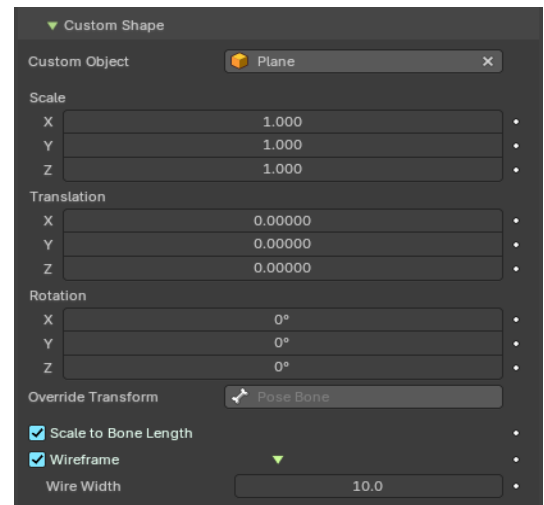 Custom Shape
Custom Object Plane
Scale
X 1.000
Y 1.000
Z 1.000
Translation
X 0.00000
Y 0.00000
Z 0.00000
Rotation
X 0°
Y 0°
Z 0°
Override Transform Pose Bone
Scale to Bone Length
Wireframe
Wire Width 10.0